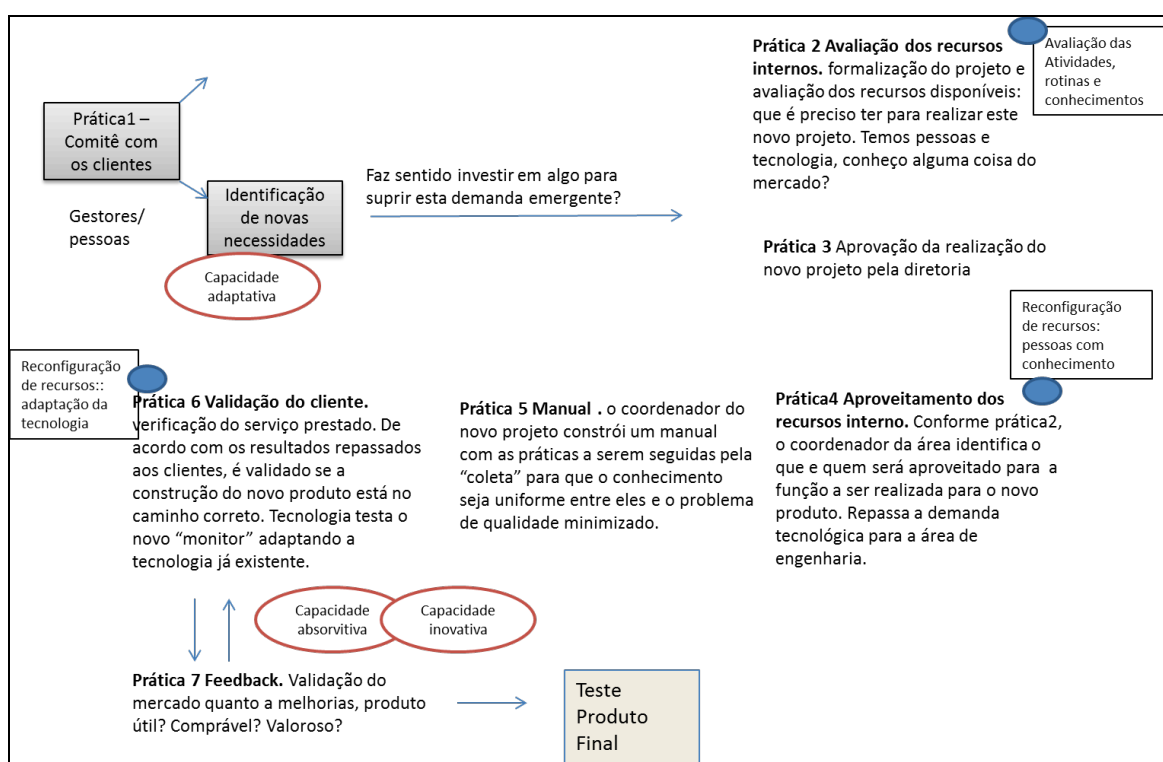 Prática1 –
Comitê com
os clientes
Gestores/
pessoas
Identificação
de novas
necessidades
Capacidade
adaptativa
Faz sentido investir em algo para
suprir esta demanda emergente?
Prática 2 Avaliação dos recursos
internos. formalização do projeto e
avaliação dos recursos disponíveis:
que é preciso ter para realizar este
novo projeto. Temos pessoas e
tecnologia, conheço alguma coisa do
mercado?
Avaliação das
Atividades,
rotinas e
conhecimentos
Prática 3 Aprovação da realização do
novo projeto pela diretoria
Reconfiguração
de recursos:
pessoas com
conhecimento
Prática4 Aproveitamento dos
recursos interno. Conforme prática2,
o coordenador da área identifica o
que e quem será aproveitado para a
função a ser realizada para o novo
produto. Repassa a demanda
tecnológica para a área de
engenharia.
Prática 5 Manual . o coordenador do
novo projeto constrói um manual
com as práticas a serem seguidas pela
“coleta” para que o conhecimento
seja uniforme entre eles e o problema
de qualidade minimizado.
Reconfiguração
de recursos::
adaptação da
tecnologia
Prática 6 Validação do cliente.
verificação do serviço prestado. De
acordo com os resultados repassados
aos clientes, é validado se a
construção do novo produto está no
caminho correto. Tecnologia testa o
novo “monitor” adaptando a
tecnologia já existente.
Capacidade
absorvitiva
Capacidade
inovativa
Prática 7 Feedback. Validação do
mercado quanto a melhorias, produto
útil? Comprável? Valoroso?
Teste
Produto
Final